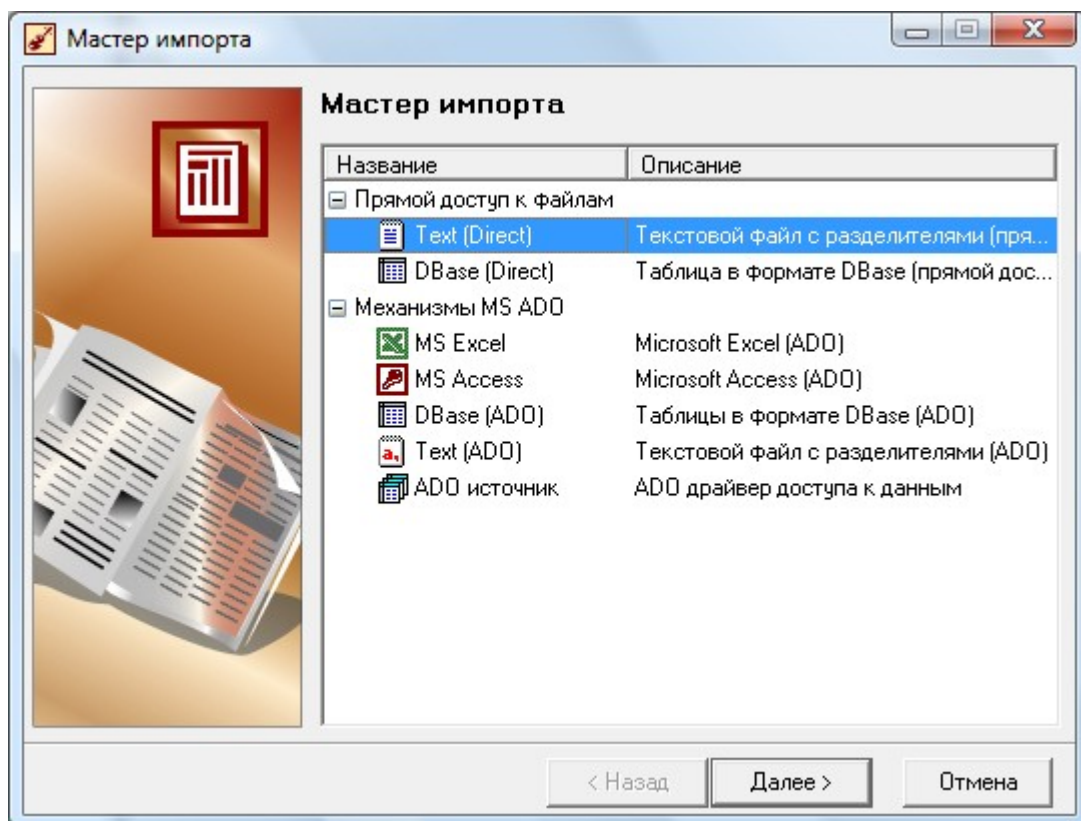 Мастер импорта
Мастер импорта
Название Описание
Прямой доступ к файлам
Text (Direct) Текстовой файл с разделителями (пря...
DBase (Direct) Таблица в формате DBase (прямой дос...
Механизмы MS ADO
MS Excel Microsoft Excel (ADO)
MS Access Microsoft Access (ADO)
DBase (ADO) Таблицы в формате DBase (ADO)
Text (ADO) Текстовой файл с разделителями (ADO)
ADO источник ADO драйвер доступа к данным
< Назад Далее > Отмена